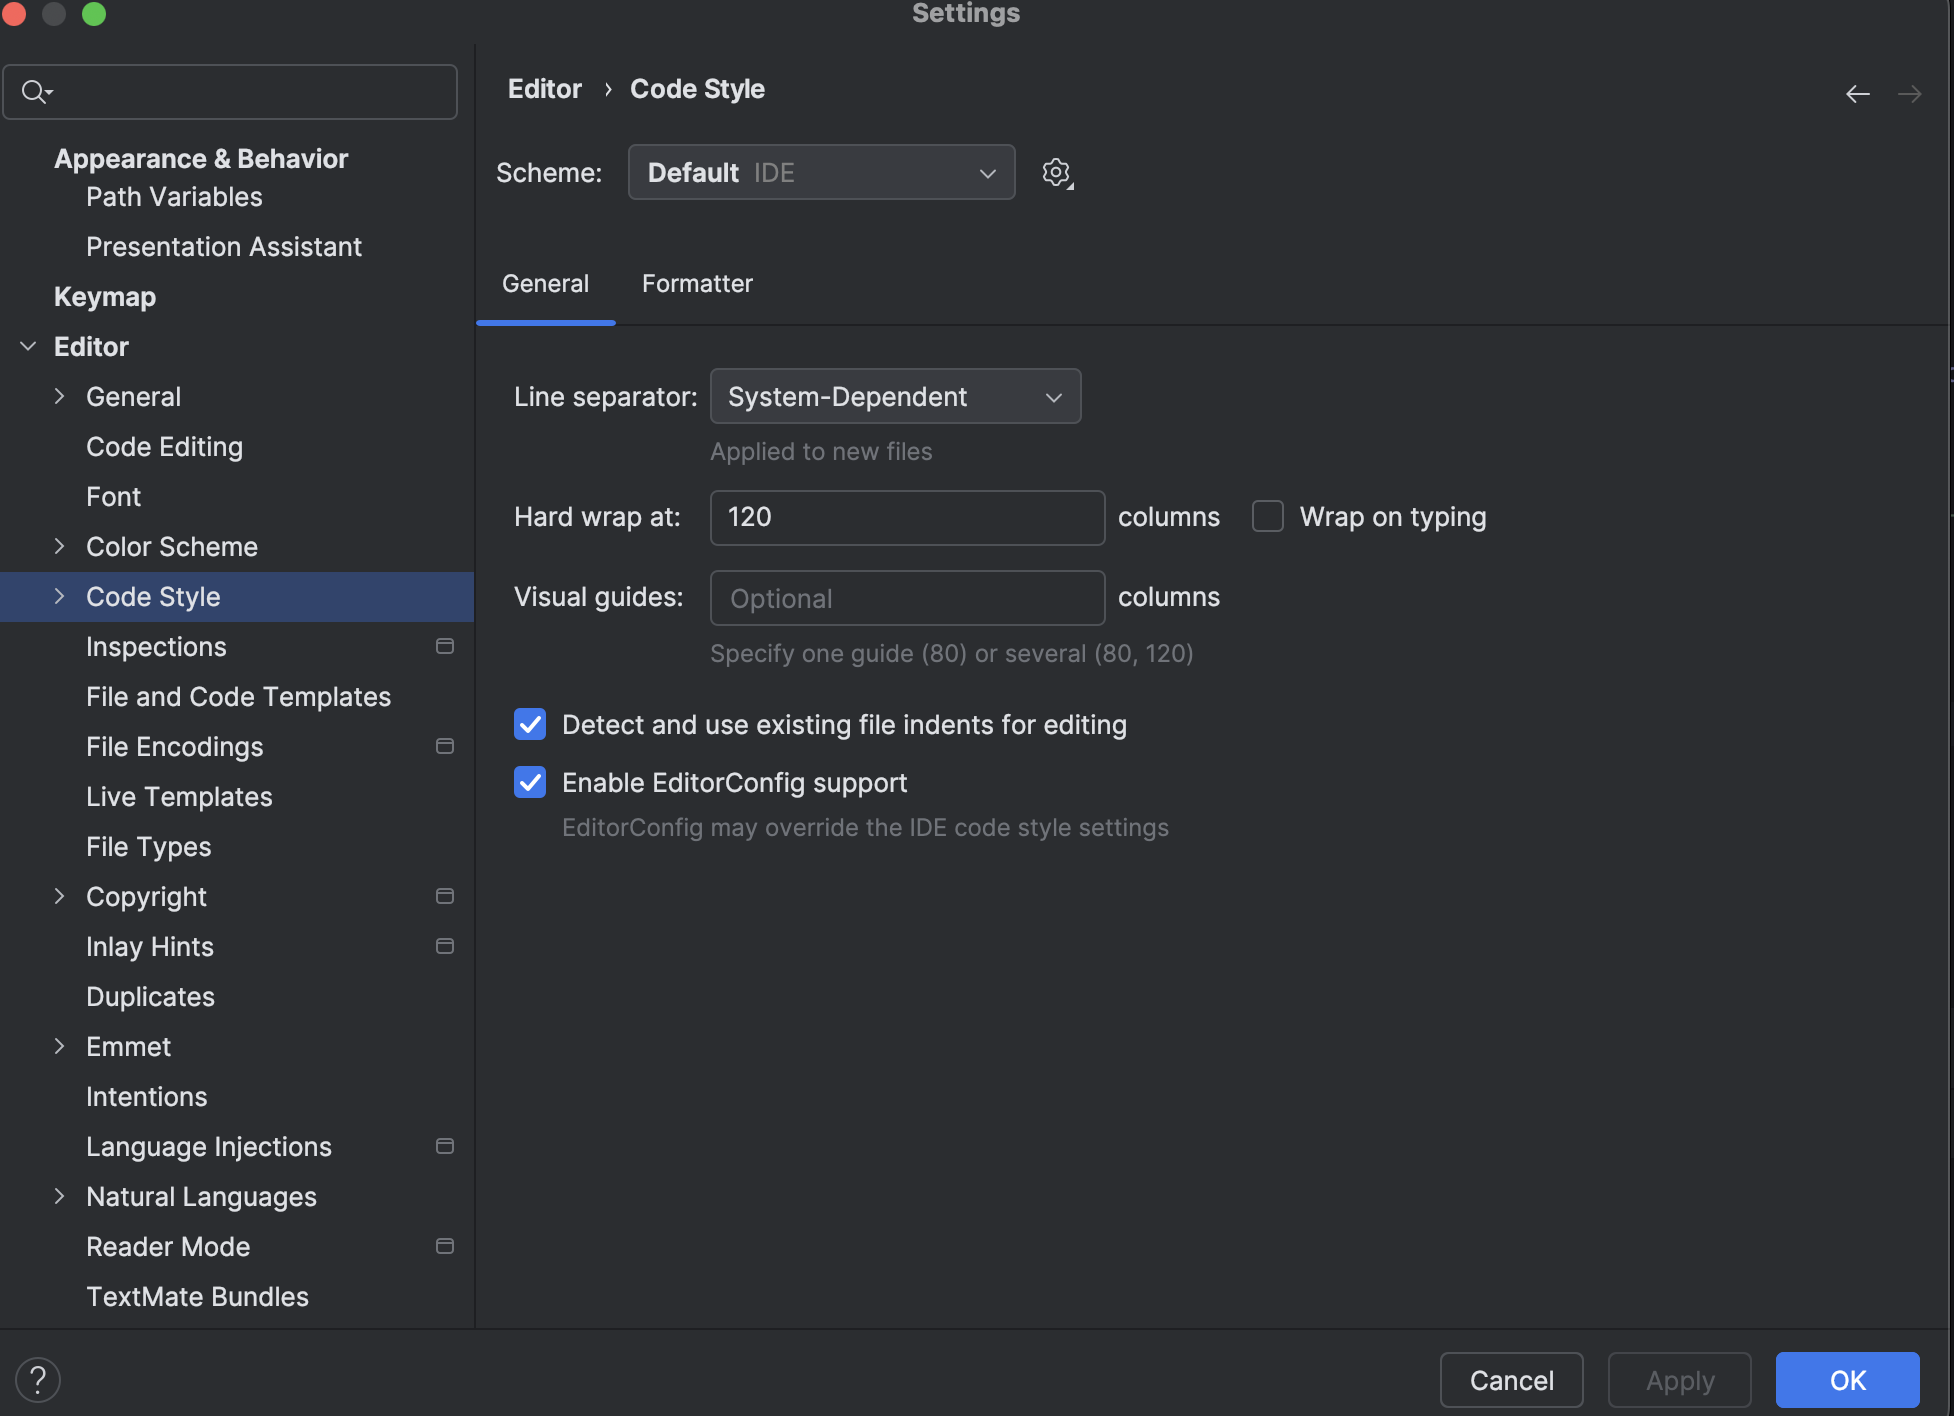 Settings
Appearance & Behavior
Path Variables
Presentation Assistant
Keymap
Editor
General
Code Editing
Font
Color Scheme
Code Style
Inspections
File and Code Templates
File Encodings
Live Templates
File Types
Copyright
Inlay Hints
Duplicates
Emmet
Intentions
Language Injections
Natural Languages
Reader Mode
TextMate Bundles
Editor › Code Style
Scheme: Default IDE
General Formatter
Line separator: System-Dependent
Applied to new files
Hard wrap at: 120 columns Wrap on typing
Visual guides: Optional columns
Specify one guide (80) or several (80, 120)
Detect and use existing file indents for editing
Enable EditorConfig support
EditorConfig may override the IDE code style settings
? Cancel Apply OK